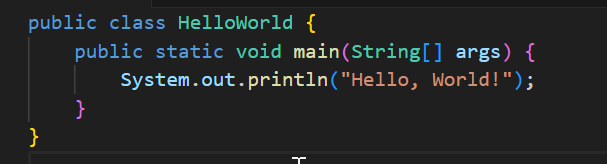 public class HelloWorld {
    public static void main(String[] args) {
        System.out.println("Hello, World!");
    }
}